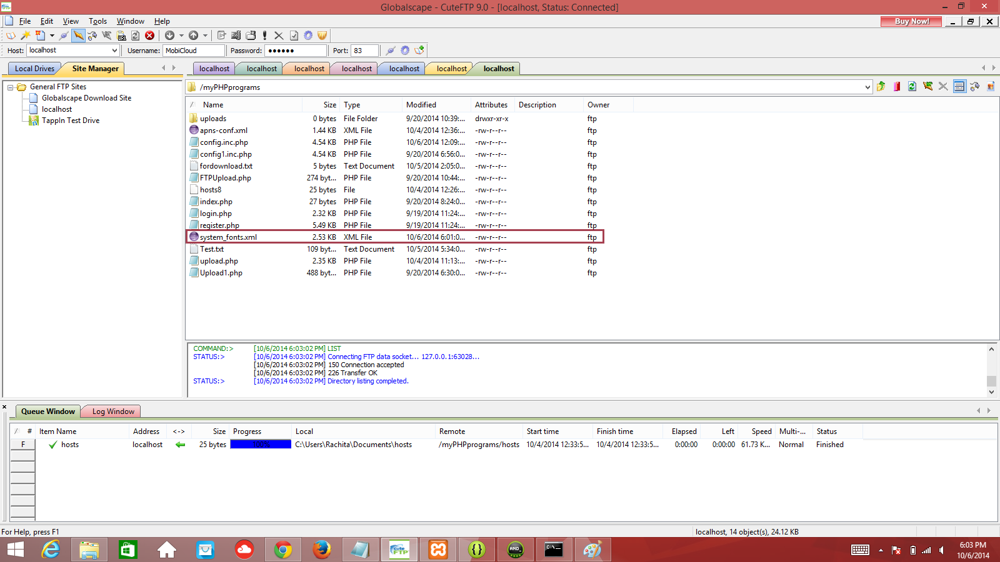 Globalscape - CuteFTP 9.0 - [localhost, Status: Connected]
File Edit View Tools Window Help
Buy Now!
Host: localhost Username: MobiCloud Password: ●●●●●● Port: 83
Local Drives Site Manager
localhost localhost localhost localhost localhost localhost localhost
General FTP Sites
Globalscape Download Site
localhost
TappIn Test Drive
/myPHPprograms
Name Size Type Modified Attributes Description Owner
uploads 0 bytes File Folder 9/20/2014 10:39:... drwxr-xr-x ftp
apns-conf.xml 1.44 KB XML File 10/4/2014 12:36:... -rw-r--r-- ftp
config.inc.php 4.54 KB PHP File 10/6/2014 12:09:... -rw-r--r-- ftp
config1.inc.php 4.54 KB PHP File 9/20/2014 6:56:0... -rw-r--r-- ftp
fordownload.txt 5 bytes Text Document 10/5/2014 2:05:0... -rw-r--r-- ftp
FTPUpload.php 274 byt... PHP File 9/20/2014 10:44:... -rw-r--r-- ftp
hosts8 25 bytes File 10/4/2014 12:26:... -rw-r--r-- ftp
index.php 27 bytes PHP File 9/20/2014 8:24:0... -rw-r--r-- ftp
login.php 2.32 KB PHP File 9/19/2014 11:24:... -rw-r--r-- ftp
register.php 5.49 KB PHP File 9/19/2014 11:24:... -rw-r--r-- ftp
system_fonts.xml 2.53 KB XML File 10/6/2014 6:01:0... -rw-r--r-- ftp
Test.txt 109 byt... Text Document 10/5/2014 5:34:0... -rw-r--r-- ftp
upload.php 2.35 KB PHP File 10/4/2014 11:13:... -rw-r--r-- ftp
Upload1.php 488 byt... PHP File 9/20/2014 6:30:0... -rw-r--r-- ftp
COMMAND:> [10/6/2014 6:03:02 PM] LIST
STATUS:> [10/6/2014 6:03:02 PM] Connecting FTP data socket... 127.0.0.1:63028...
[10/6/2014 6:03:02 PM] 150 Connection accepted
[10/6/2014 6:03:02 PM] 226 Transfer OK
STATUS:> [10/6/2014 6:03:02 PM] Directory listing completed.
Queue Window Log Window
# Item Name Address <-> Size Progress Local Remote Start time Finish time Elapsed Left Speed Multi-... Status
F hosts localhost 25 bytes 100% C:\Users\Rachita\Documents\hosts /myPHPprograms/hosts 10/4/2014 12:33:5... 10/4/2014 12:33:5... 0:00:00 0:00:00 61.73 K... Normal Finished
For Help, press F1
localhost, 14 object(s), 24.12 KB
6:03 PM
10/6/2014